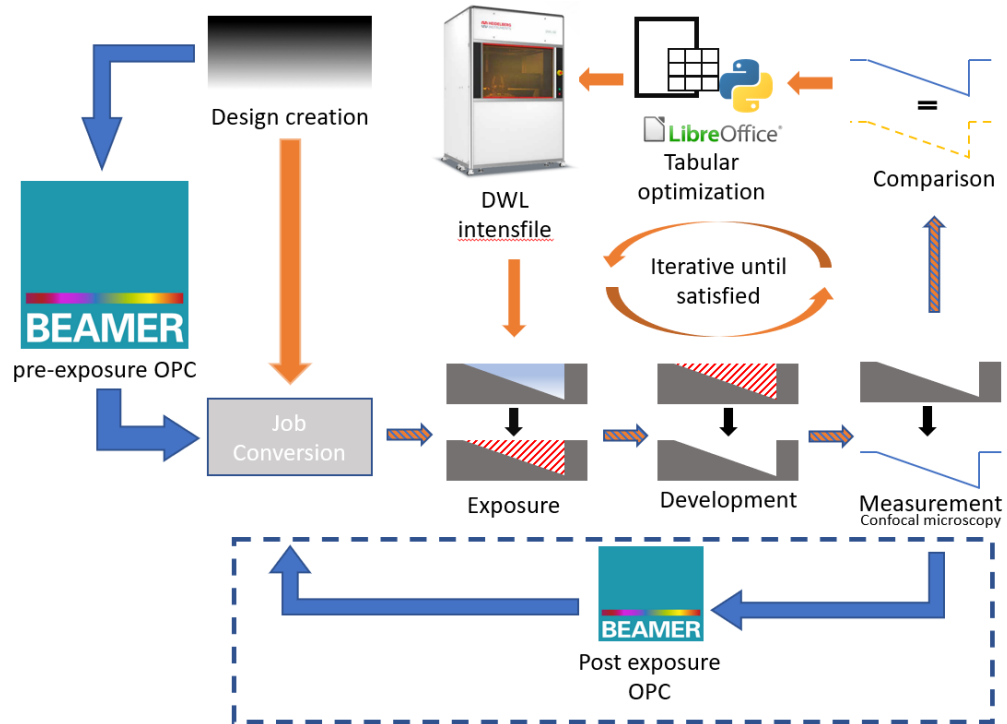 Design creation
BEAMER
pre-exposure OPC
Job
Conversion
DWL
intensfile
LibreOffice
Tabular
optimization
=
Comparison
Iterative until
satisfied
Exposure
Development
Measurement
Confocal microscopy
BEAMER
Post exposure
OPC